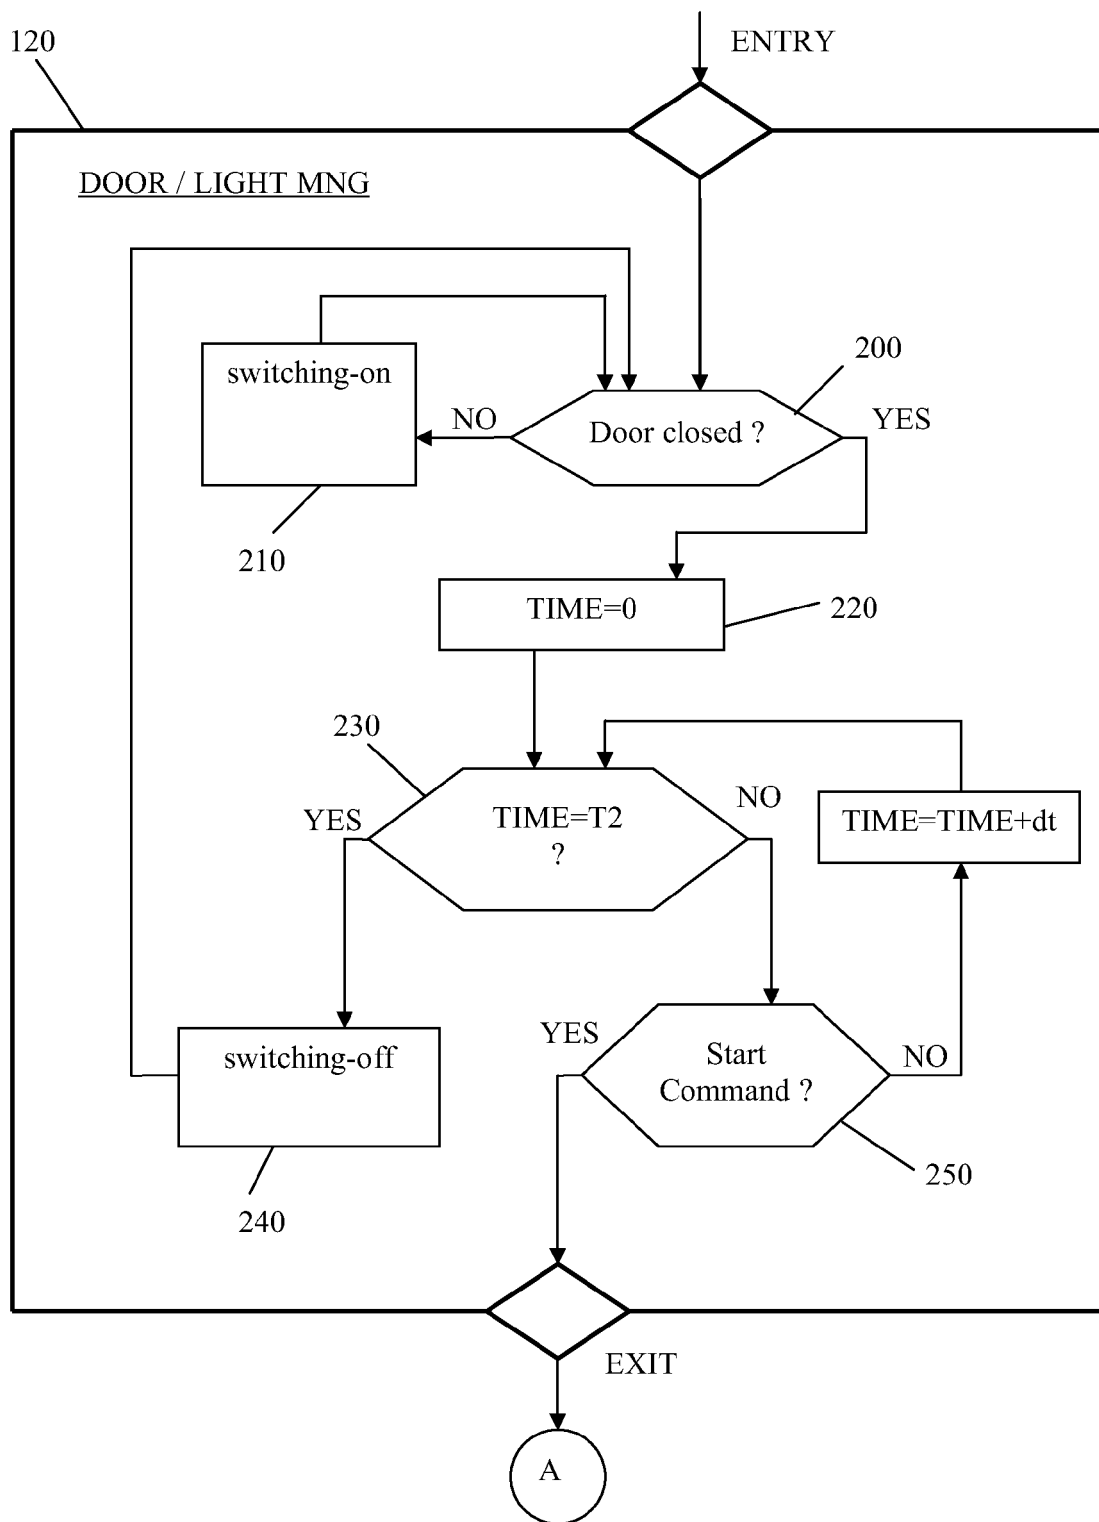 120
ENTRY
DOOR / LIGHT MNG
switching-on
200
NO
Door closed ?
YES
210
TIME=0
220
230
YES
TIME=T2
?
NO
TIME=TIME+dt
switching-off
YES
Start
Command ?
NO
250
240
EXIT
A